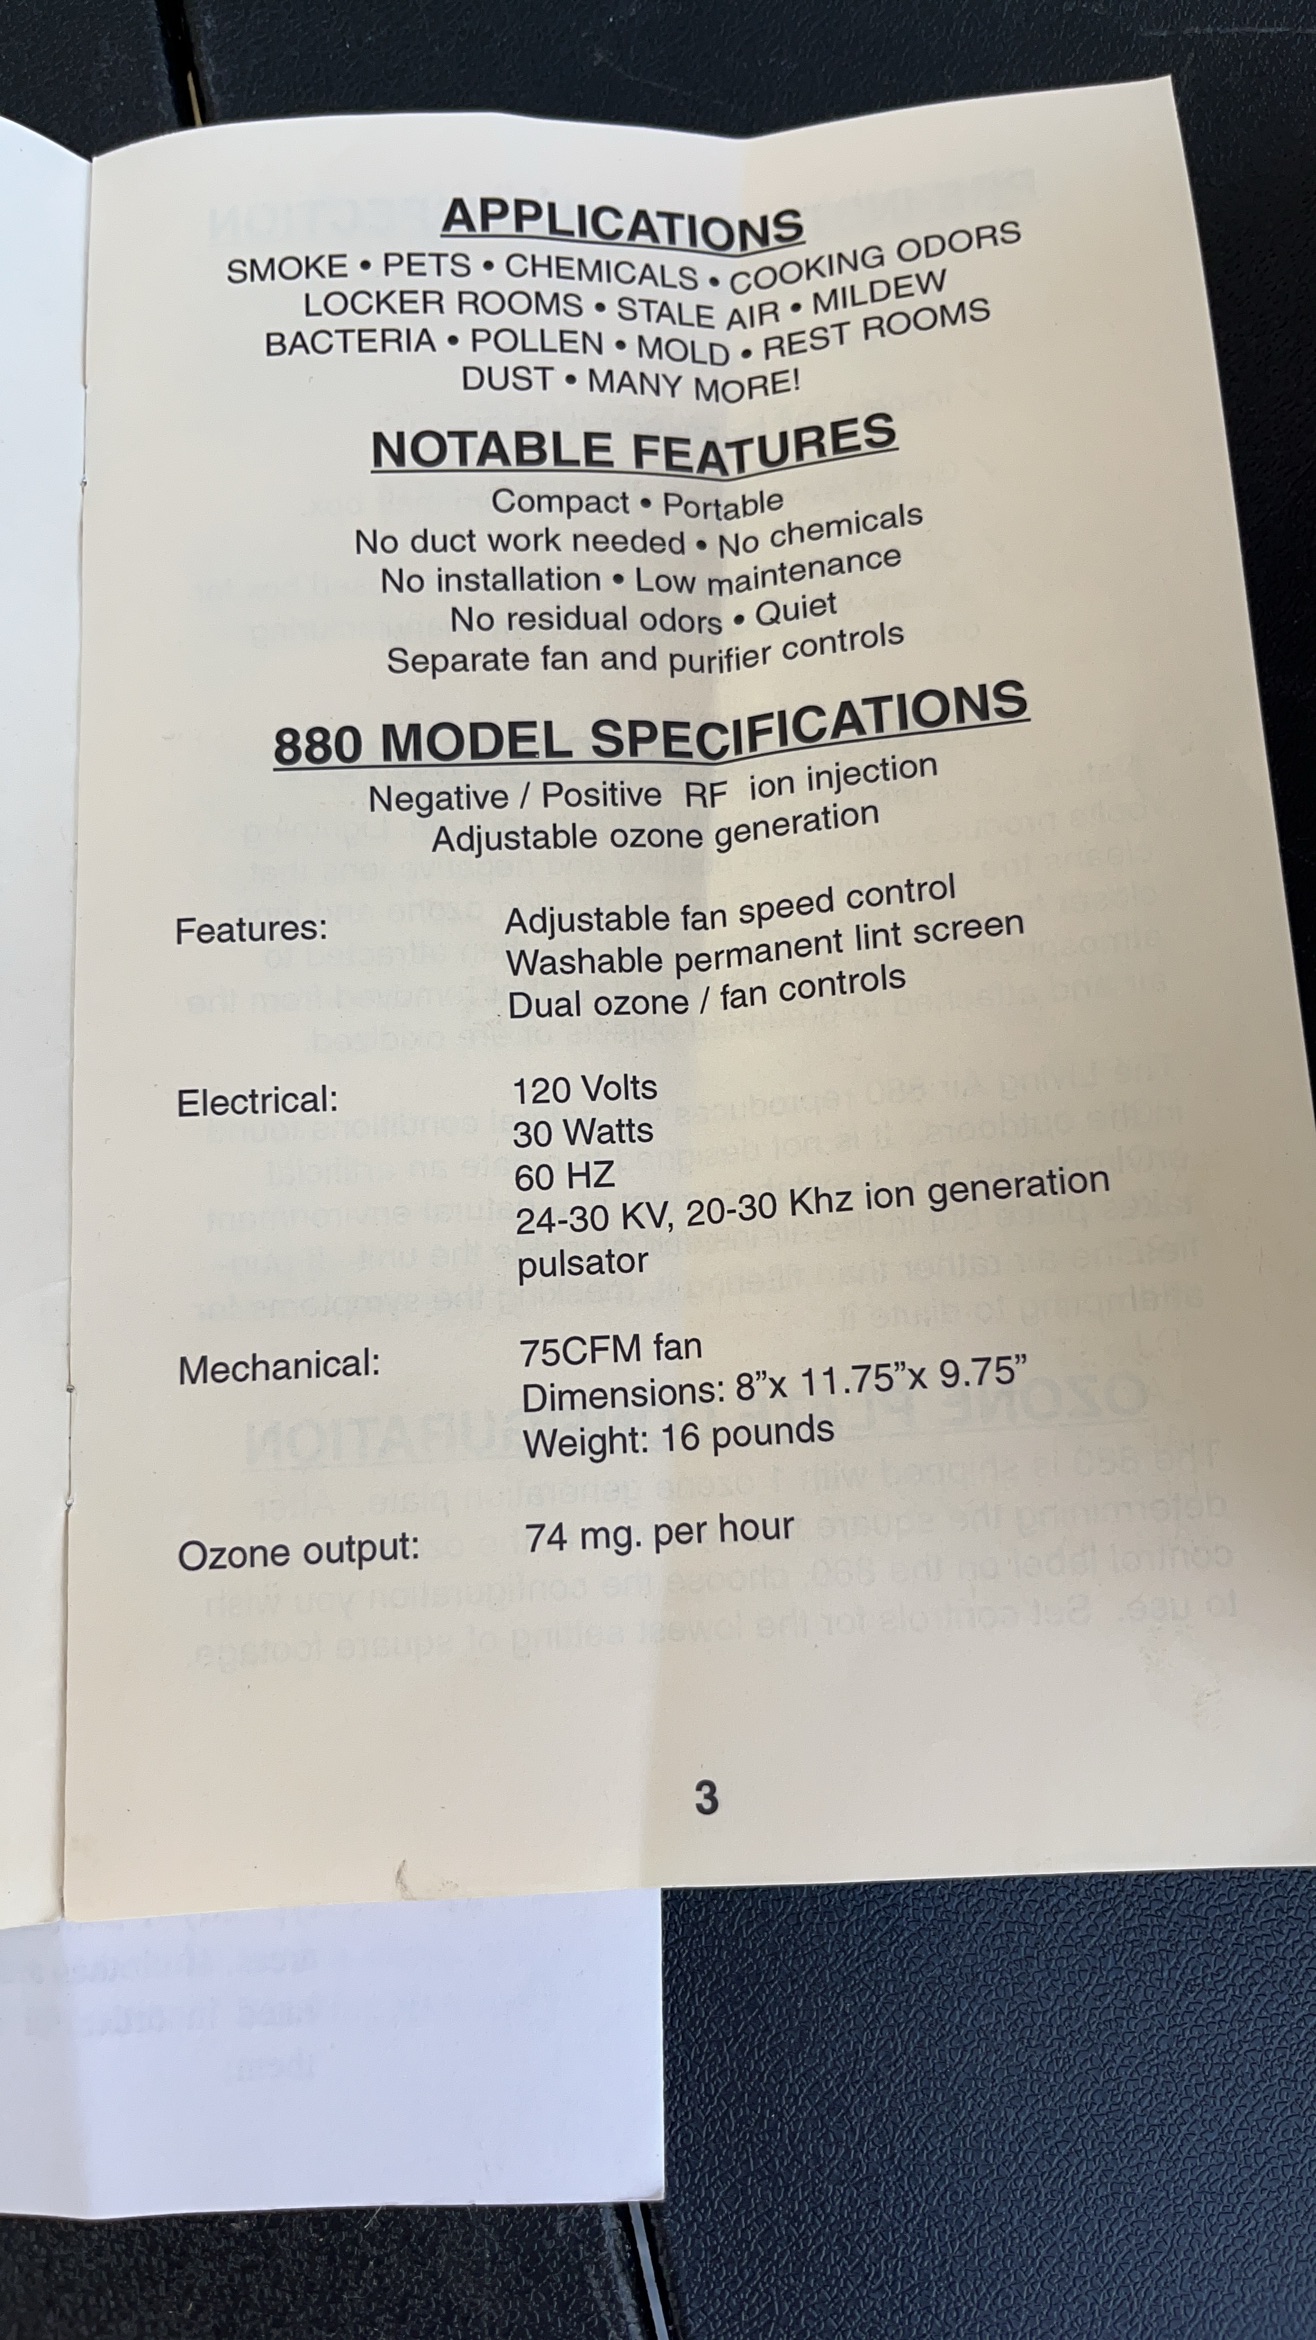 APPLICATIONS
SMOKE • PETS • CHEMICALS • COOKING ODORS
LOCKER ROOMS • STALE AIR • MILDEW
BACTERIA • POLLEN • MOLD • REST ROOMS
DUST • MANY MORE!
NOTABLE FEATURES
Compact • Portable
No duct work needed • No chemicals
No installation • Low maintenance
No residual odors • Quiet
Separate fan and purifier controls
880 MODEL SPECIFICATIONS
Negative / Positive RF ion injection
Adjustable ozone generation
Features: Adjustable fan speed control
Washable permanent lint screen
Dual ozone / fan controls
Electrical: 120 Volts
30 Watts
60 HZ
24-30 KV, 20-30 Khz ion generation
pulsator
Mechanical: 75CFM fan
Dimensions: 8”x 11.75”x 9.75”
Weight: 16 pounds
Ozone output: 74 mg. per hour
3